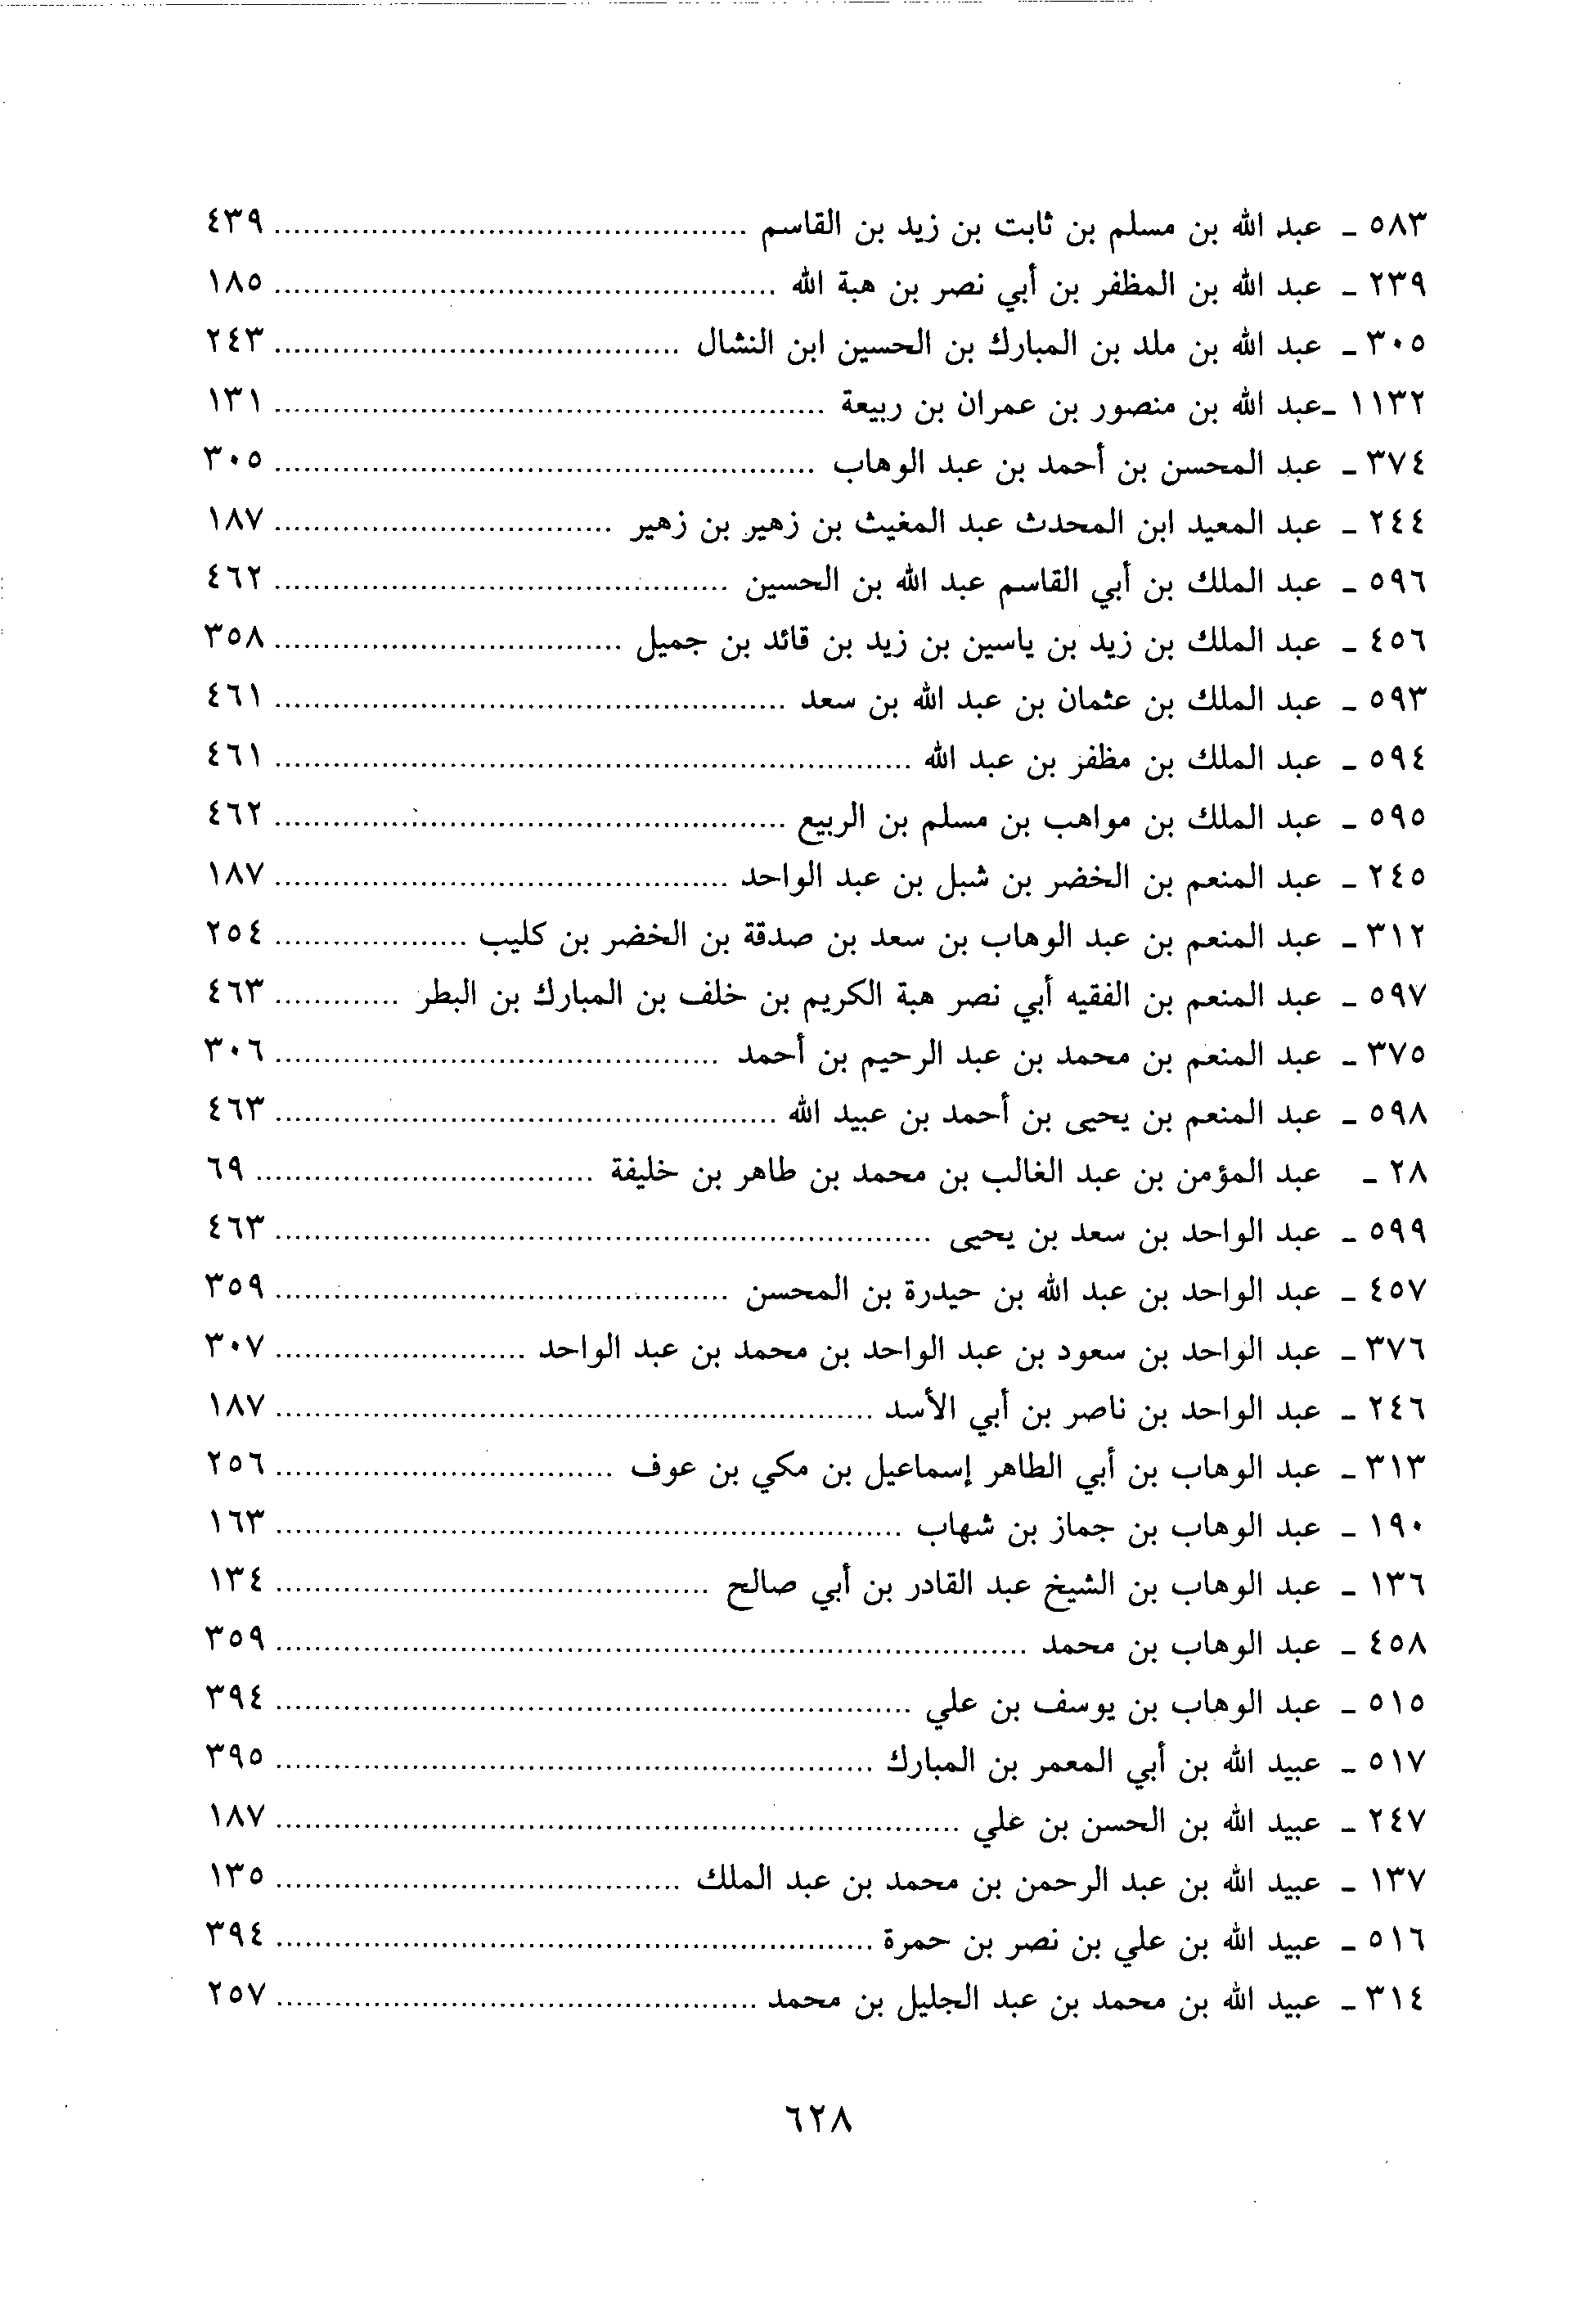 ٥٨٣ ـ عبد الله بن مسلم بن ثابت بن زيد بن القاسم ........ ٤٣٩
٢٣٩ ـ عبد الله بن المظفر بن أبي نصر بن هبة الله ........ ١٨٥
٣٠٥ ـ عبد الله بن ملد بن المبارك بن الحسين ابن النشال ........ ٢٤٣
١١٣٢ ـ عبد الله بن منصور بن عمران بن ربيعة ........ ١٣١
٣٧٤ ـ عبد المحسن بن أحمد بن عبد الوهاب ........ ٣٠٥
٢٤٤ ـ عبد المعيد ابن المحدث عبد المغيث بن زهير بن زهير ........ ١٨٧
٥٩٦ ـ عبد الملك بن أبي القاسم عبد الله بن الحسين ........ ٤٦٢
٤٥٦ ـ عبد الملك بن زيد بن ياسين بن زيد بن قائد بن جميل ........ ٣٥٨
٥٩٣ ـ عبد الملك بن عثمان بن عبد الله بن سعد ........ ٤٦١
٥٩٤ ـ عبد الملك بن مظفر بن عبد الله ........ ٤٦١
٥٩٥ ـ عبد الملك بن مواهب بن مسلم بن الربيع ........ ٤٦٢
٢٤٥ ـ عبد المنعم بن الخضر بن شبل بن عبد الواحد ........ ١٨٧
٣١٢ ـ عبد المنعم بن عبد الوهاب بن سعد بن صدقة بن الخضر بن كليب ........ ٢٥٤
٥٩٧ ـ عبد المنعم بن الفقيه أبي نصر هبة الكريم بن خلف بن المبارك بن البطر ........ ٤٦٣
٣٧٥ ـ عبد المنعم بن محمد بن عبد الرحيم بن أحمد ........ ٣٠٦
٥٩٨ ـ عبد المنعم بن يحيى بن أحمد بن عبيد الله ........ ٤٦٣
٢٨ ـ عبد المؤمن بن عبد الغالب بن محمد بن طاهر بن خليفة ........ ٦٩
٥٩٩ ـ عبد الواحد بن سعد بن يحيى ........ ٤٦٣
٤٥٧ ـ عبد الواحد بن عبد الله بن حيدرة بن المحسن ........ ٣٥٩
٣٧٦ ـ عبد الواحد بن سعود بن عبد الواحد بن محمد بن عبد الواحد ........ ٣٠٧
٢٤٦ ـ عبد الواحد بن ناصر بن أبي الأسد ........ ١٨٧
٣١٣ ـ عبد الوهاب بن أبي الطاهر إسماعيل بن مكي بن عوف ........ ٢٥٦
١٩٠ ـ عبد الوهاب بن جماز بن شهاب ........ ١٦٣
١٣٦ ـ عبد الوهاب بن الشيخ عبد القادر بن أبي صالح ........ ١٣٤
٤٥٨ ـ عبد الوهاب بن محمد ........ ٣٥٩
٥١٥ ـ عبد الوهاب بن يوسف بن علي ........ ٣٩٤
٥١٧ ـ عبيد الله بن أبي المعمر بن المبارك ........ ٣٩٥
٢٤٧ ـ عبيد الله بن الحسن بن علي ........ ١٨٧
١٣٧ ـ عبيد الله بن عبد الرحمن بن محمد بن عبد الملك ........ ١٣٥
٥١٦ ـ عبيد الله بن علي بن نصر بن حمرة ........ ٣٩٤
٣١٤ ـ عبيد الله بن محمد بن عبد الجليل بن محمد ........ ٢٥٧
٦٢٨